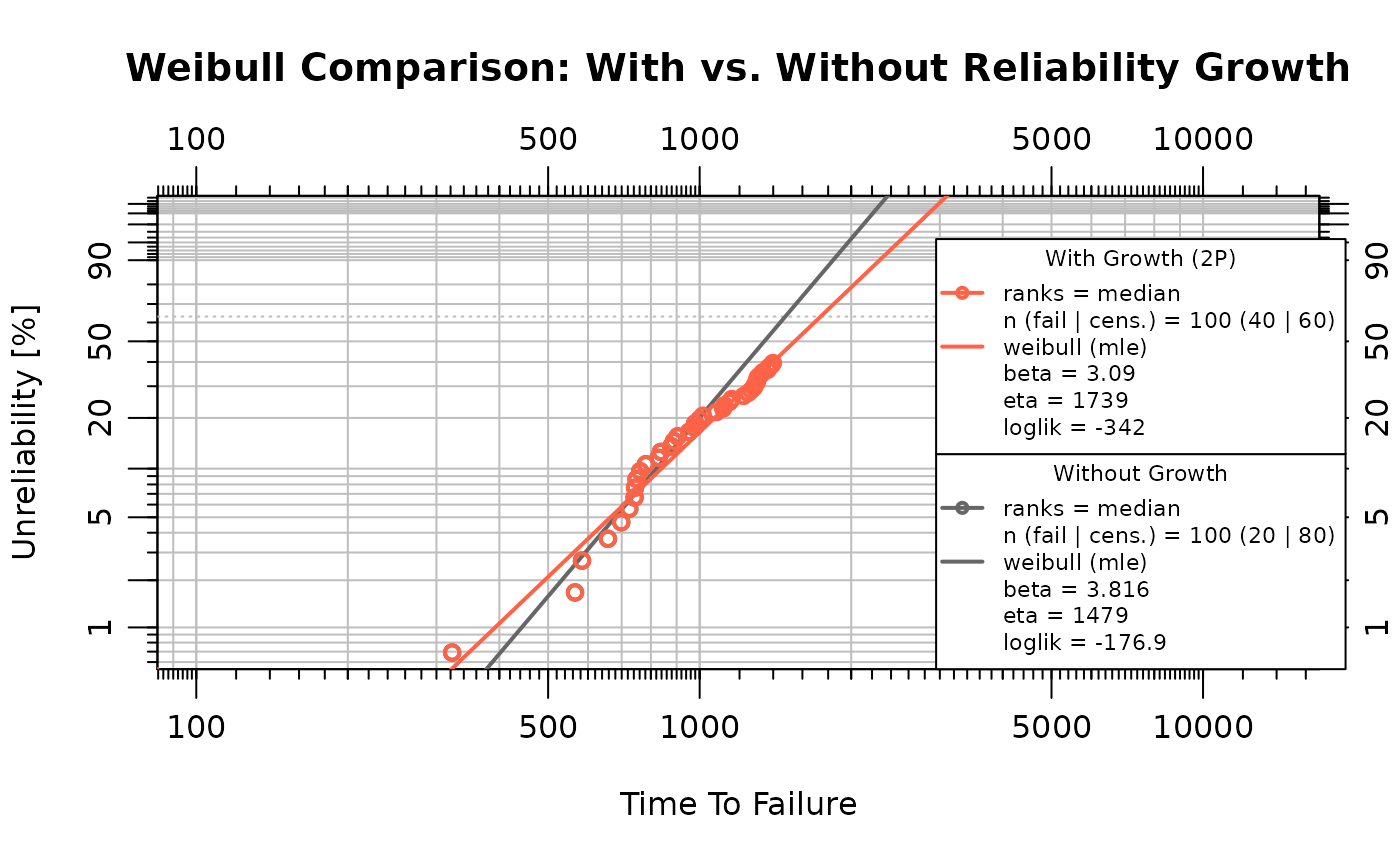 Weibull Comparison: With vs. Without Reliability Growth
100 500 1000 5000 10000
Unreliability [%]
90
50
20
5
1
90
50
20
5
1
With Growth (2P)
ranks = median
n (fail | cens.) = 100 (40 | 60)
weibull (mle)
beta = 3.09
eta = 1739
loglik = -342
Without Growth
ranks = median
n (fail | cens.) = 100 (20 | 80)
weibull (mle)
beta = 3.816
eta = 1479
loglik = -176.9
100 500 1000 5000 10000
Time To Failure